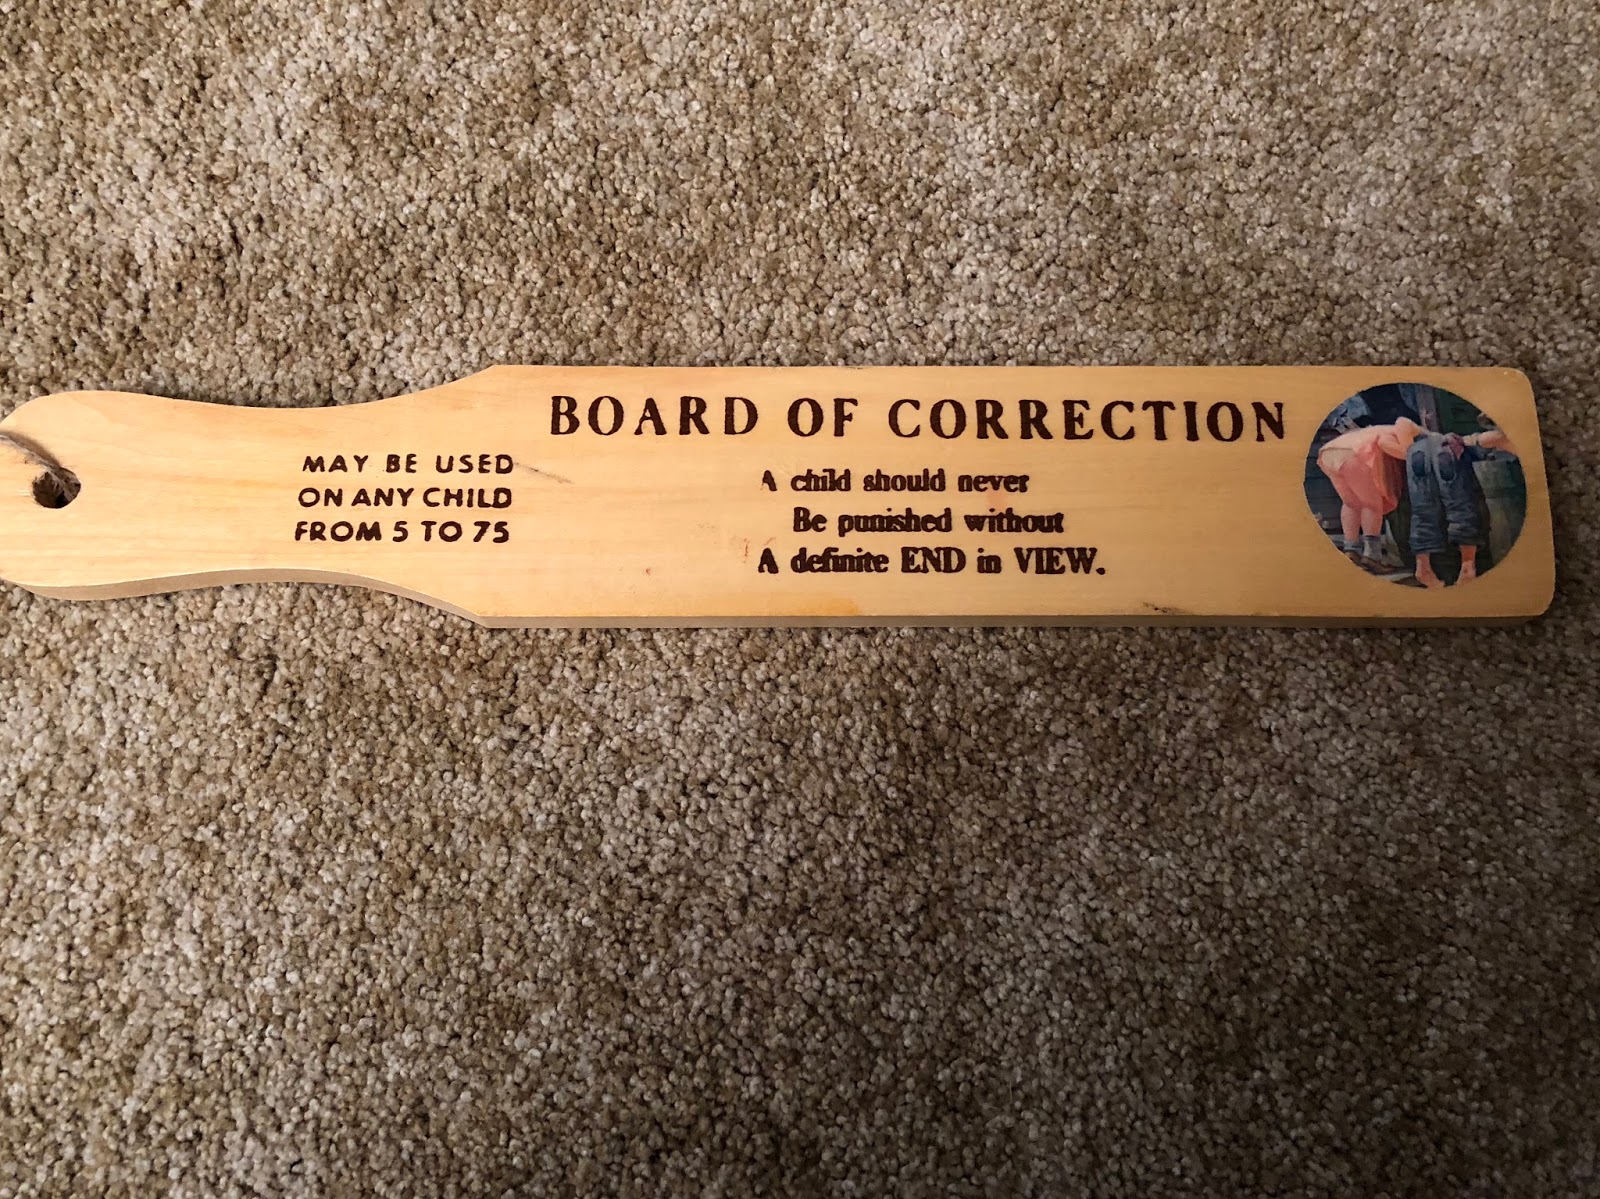 BOARD OF CORRECTION
MAY BE USED
ON ANY CHILD
FROM 5 TO 75
A child should never
Be punished without
A definite END in VIEW.